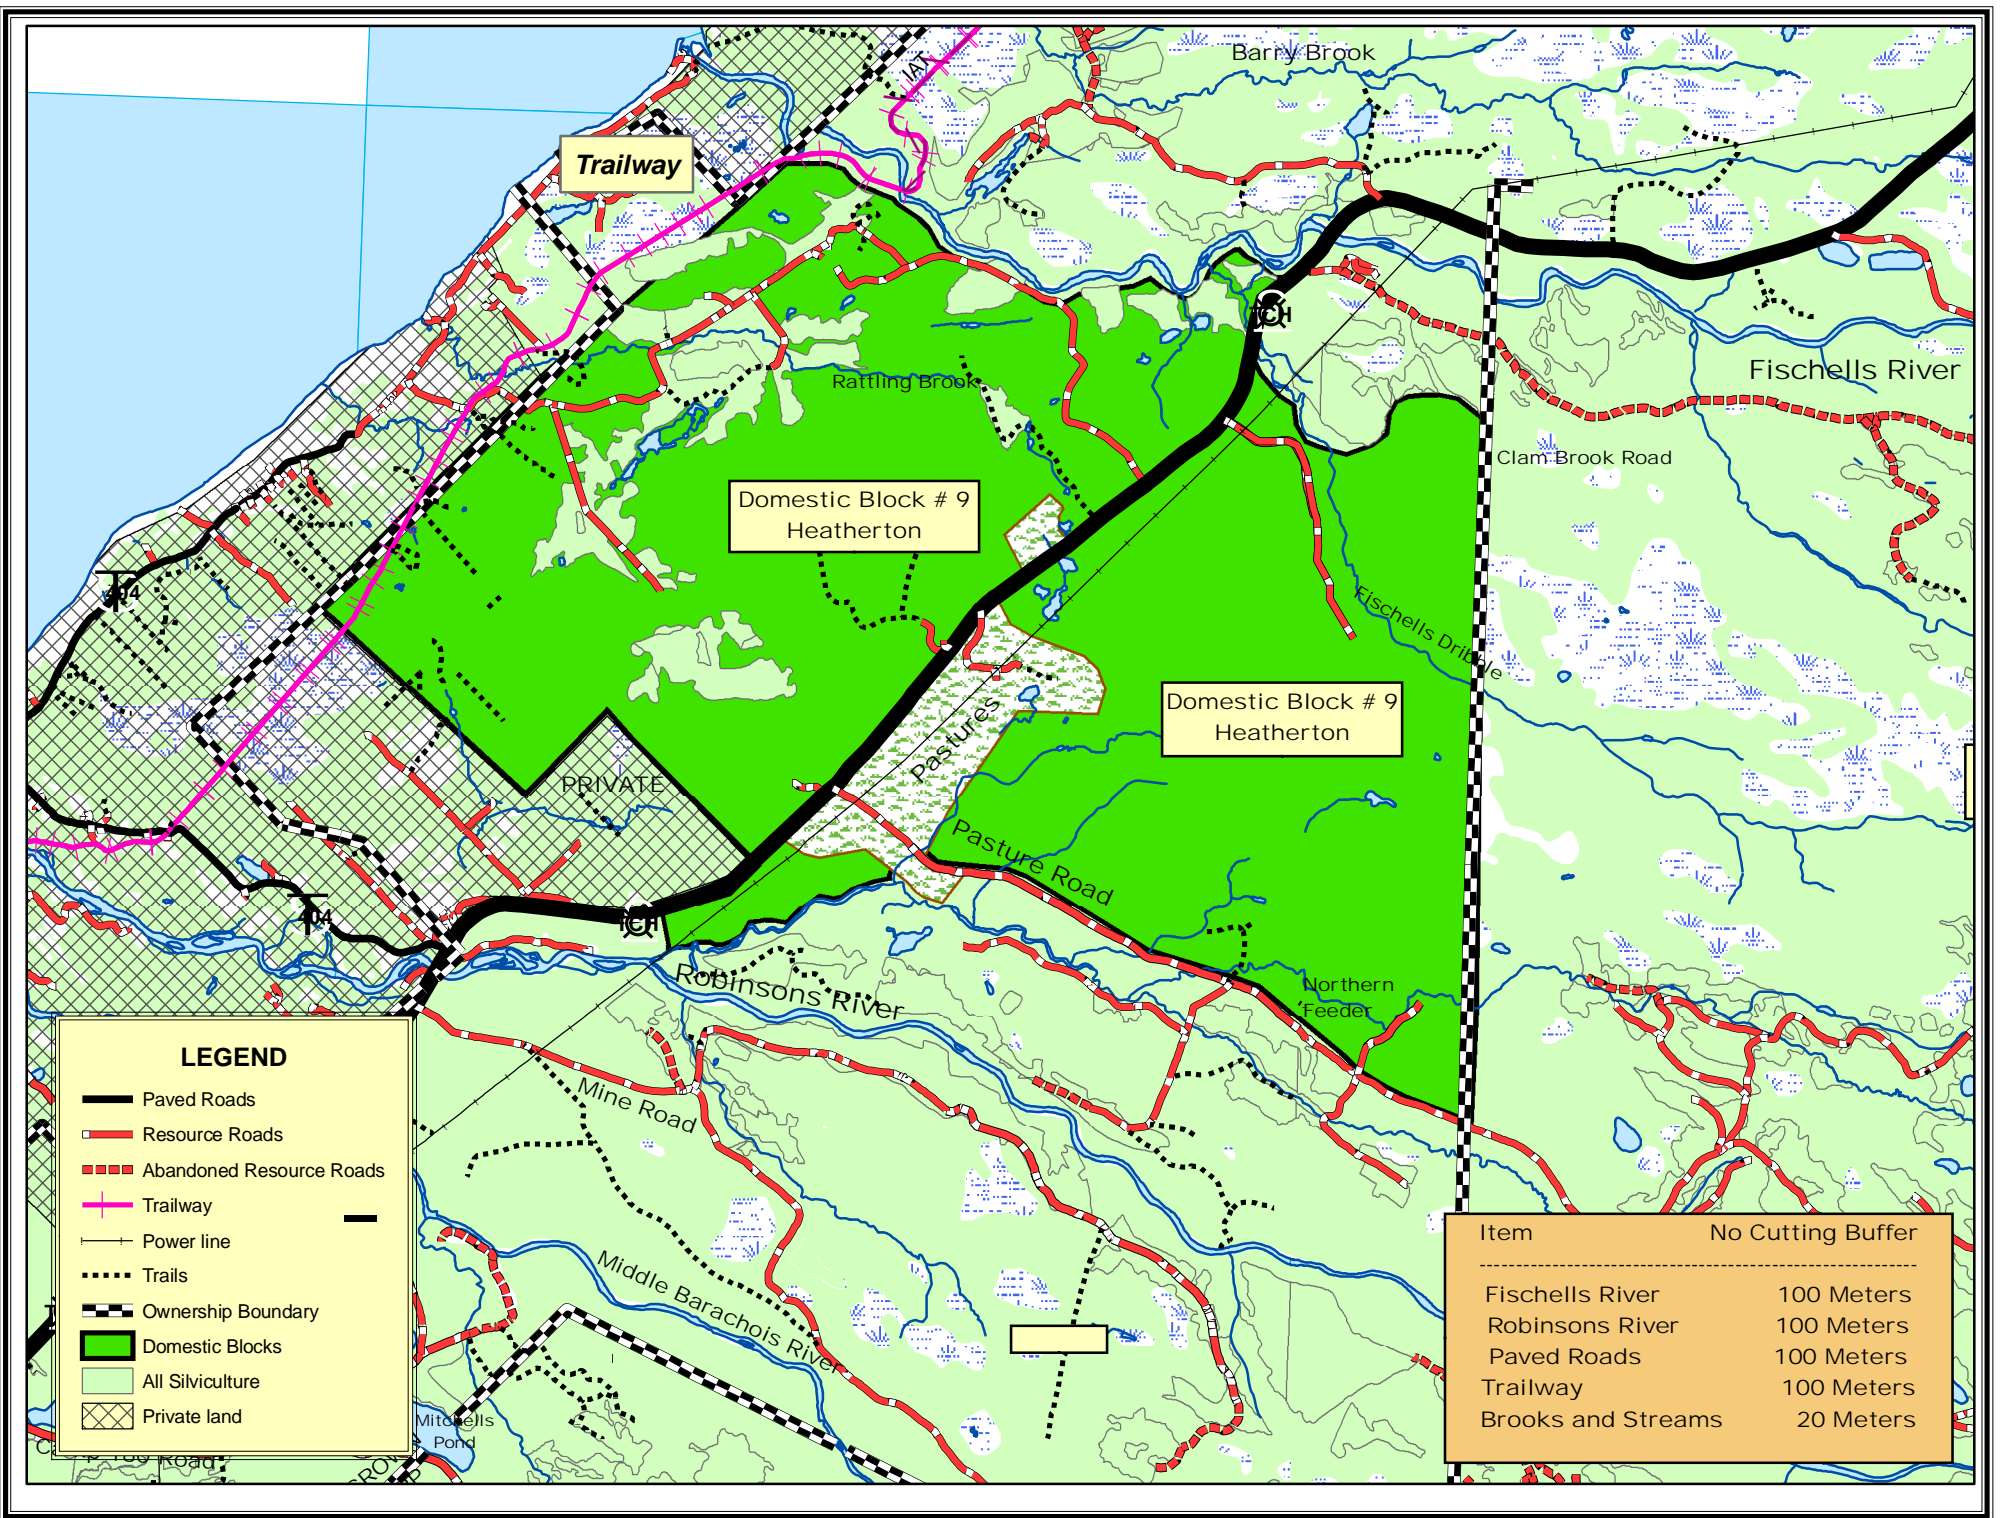 Barry Brook
IAT
Trailway
TCH
Fischells River
Rattling Brook
Clam Brook Road
Domestic Block # 9
Heatherton
404
Fischells Dribble
Domestic Block # 9
Heatherton
Pastures
PRIVATE
Pasture Road
404
TCH
Robinsons River
Northern
Feeder
Mine Road
Middle Barachois River
Mitchells
Pond
LEGEND
Paved Roads
Resource Roads
Abandoned Resource Roads
Trailway
Power line
Trails
Ownership Boundary
Domestic Blocks
All Silviculture
Private land
Road
Item No Cutting Buffer
Fischells River 100 Meters
Robinsons River 100 Meters
Paved Roads 100 Meters
Trailway 100 Meters
Brooks and Streams 20 Meters